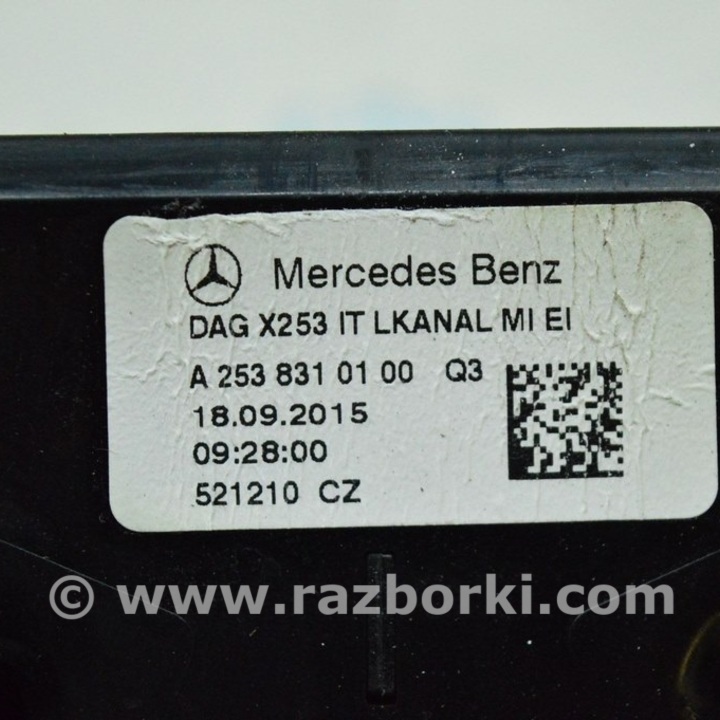 Mercedes Benz
DAG X253 IT LKANAL MI EI
A 253 831 01 00 Q3
18.09.2015
09:28:00
521210 CZ
© www.razborki.com